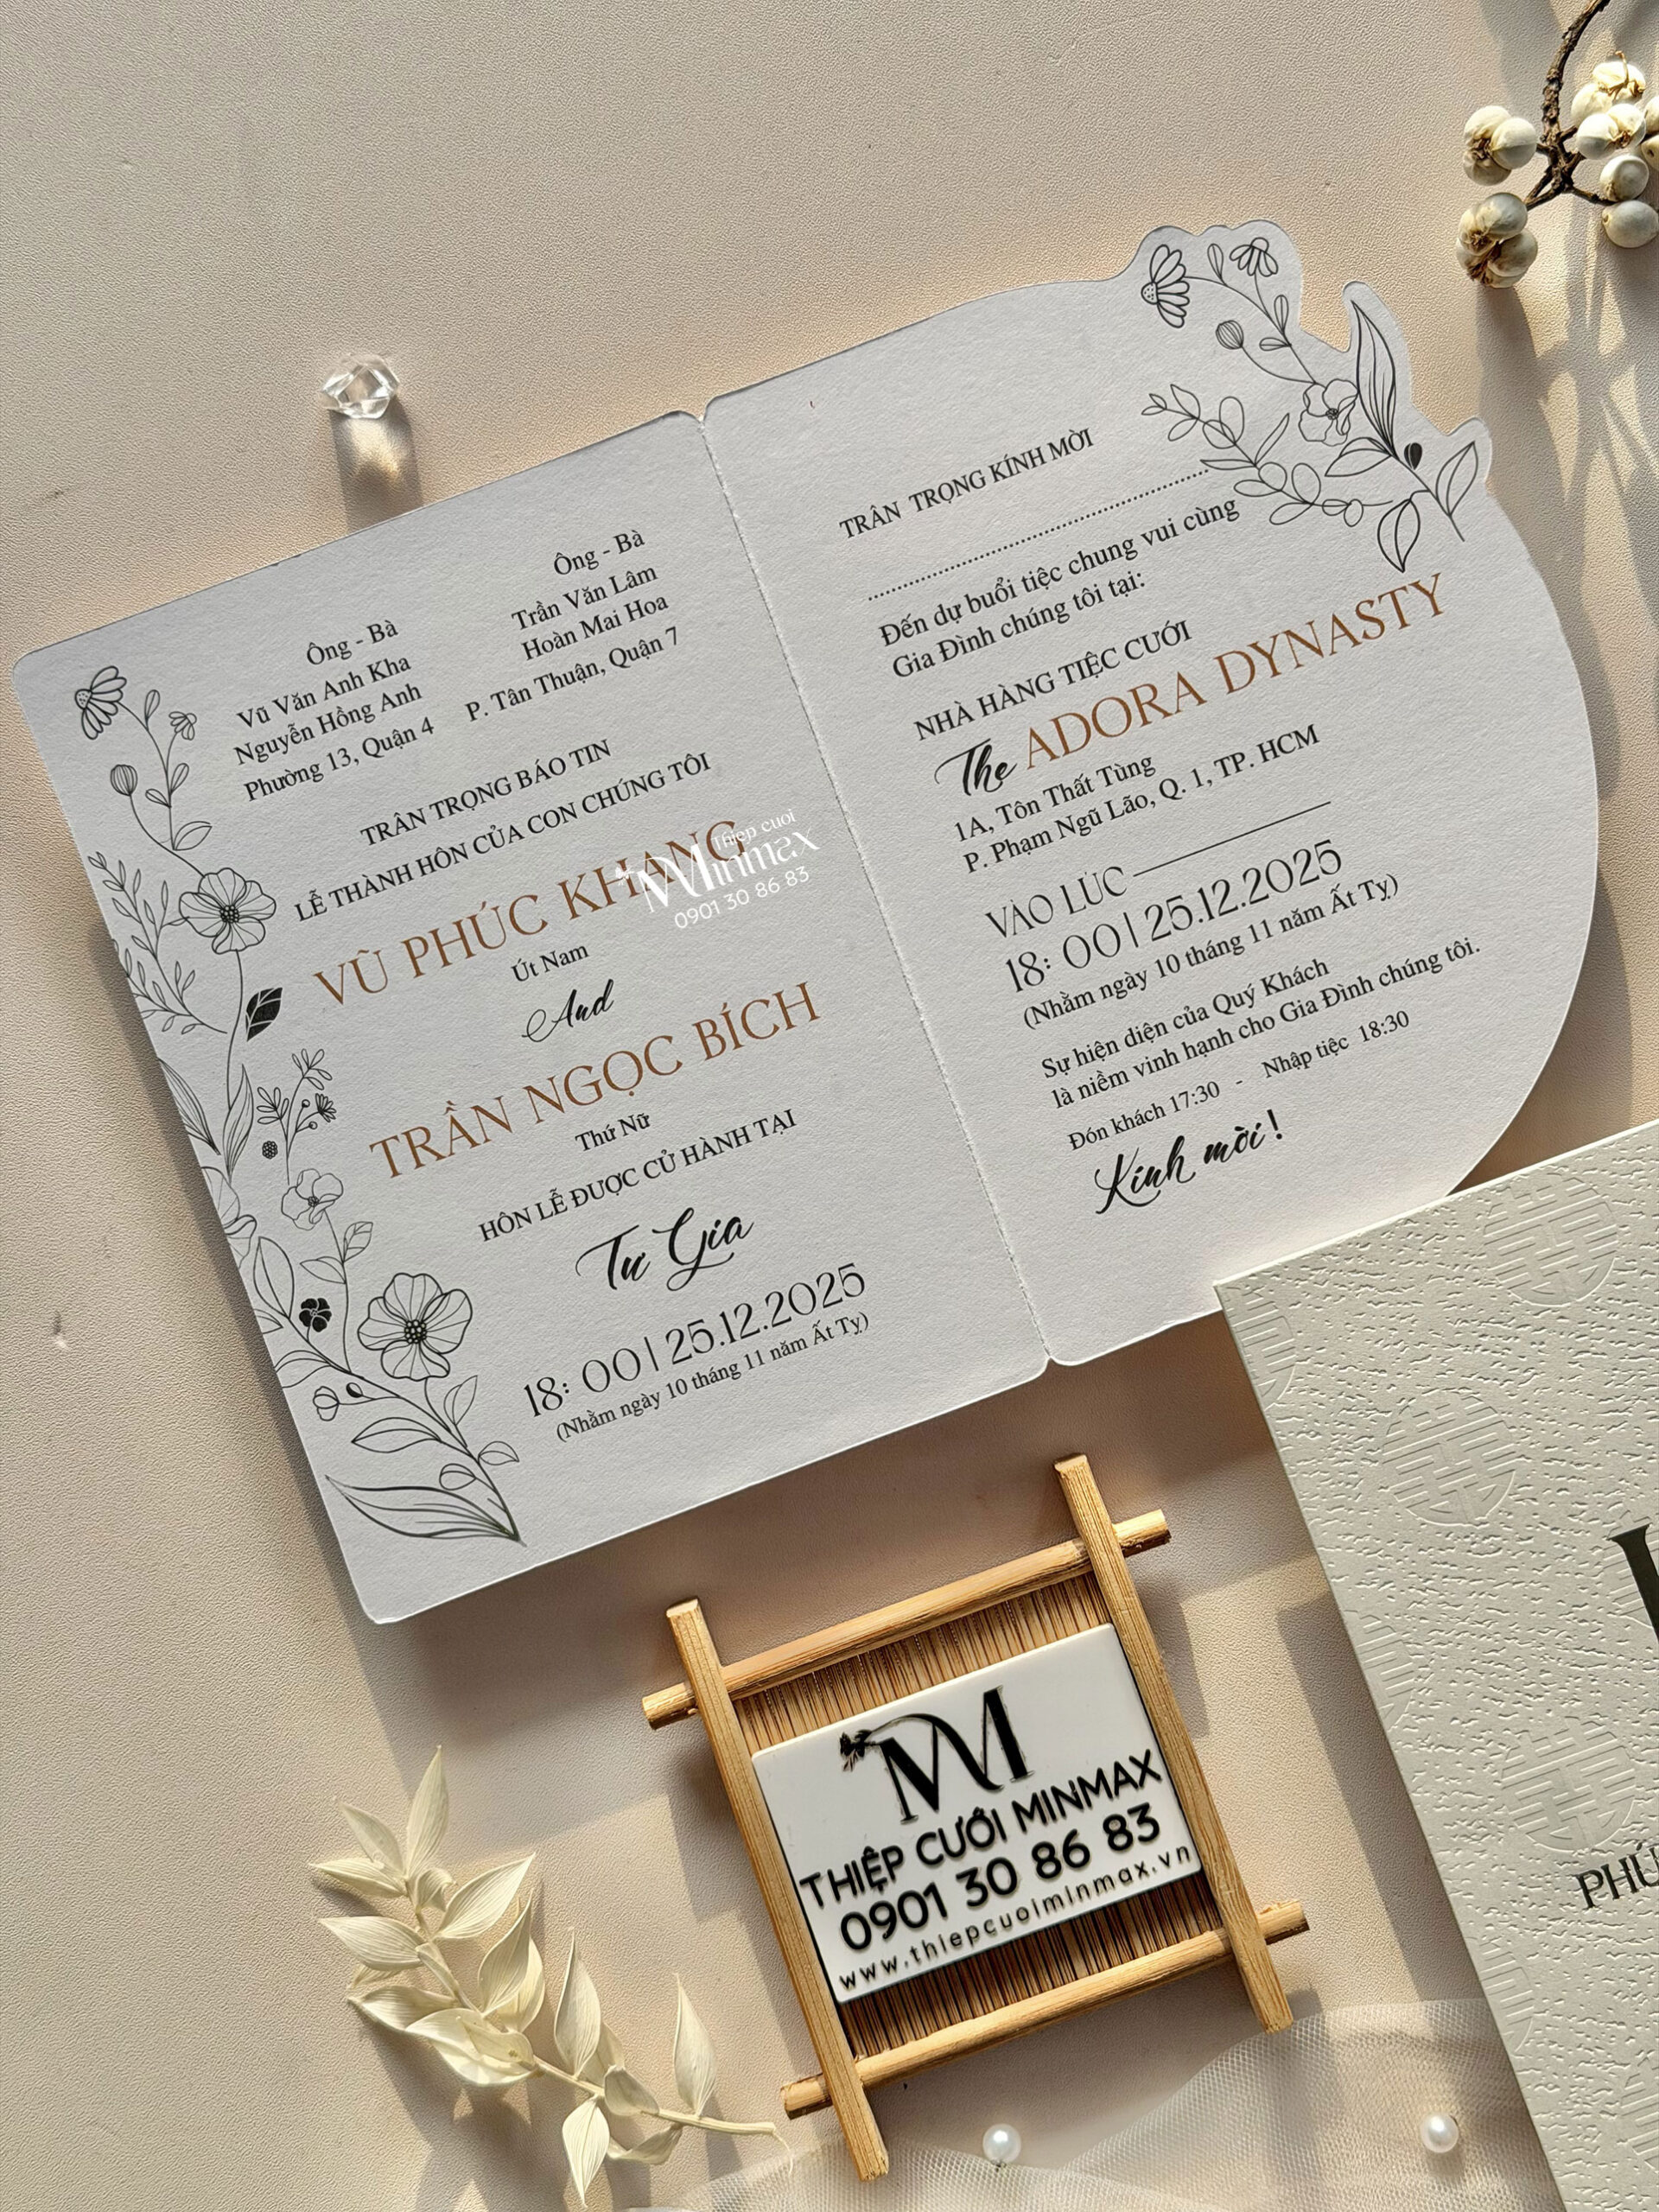 Ông - Bà
Vũ Văn Anh Kha
Nguyễn Hồng Anh
Phường 13, Quận 4
Ông - Bà
Trần Văn Lâm
Hoàn Mai Hoa
P. Tân Thuận, Quận 7
TRÂN TRỌNG BÁO TIN
LỄ THÀNH HÔN CỦA CON CHÚNG TÔI
VŨ PHÚC KHANG
Út Nam
And
TRẦN NGỌC BÍCH
Thứ Nữ
HÔN LỄ ĐƯỢC CỬ HÀNH TẠI
Tư Gia
18: 00 | 25.12.2025
(Nhằm ngày 10 tháng 11 năm Ất Tỵ)
Thiep cuoi
Minmax
0901 30 86 83
TRÂN TRỌNG KÍNH MỜI
Đến dự buổi tiệc chung vui cùng
Gia Đình chúng tôi tại:
NHÀ HÀNG TIỆC CƯỚI
The ADORA DYNASTY
1A, Tôn Thất Tùng
P. Phạm Ngũ Lão, Q. 1, TP. HCM
VÀO LÚC
18: 00 | 25.12.2025
(Nhằm ngày 10 tháng 11 năm Ất Tỵ)
Sự hiện diện của Quý Khách
là niềm vinh hạnh cho Gia Đình chúng tôi.
Đón khách 17:30 - Nhập tiệc 18:30
Kính mời !
M
THIỆP CƯỚI MINMAX
0901 30 86 83
www.thiepcuoiminmax.vn